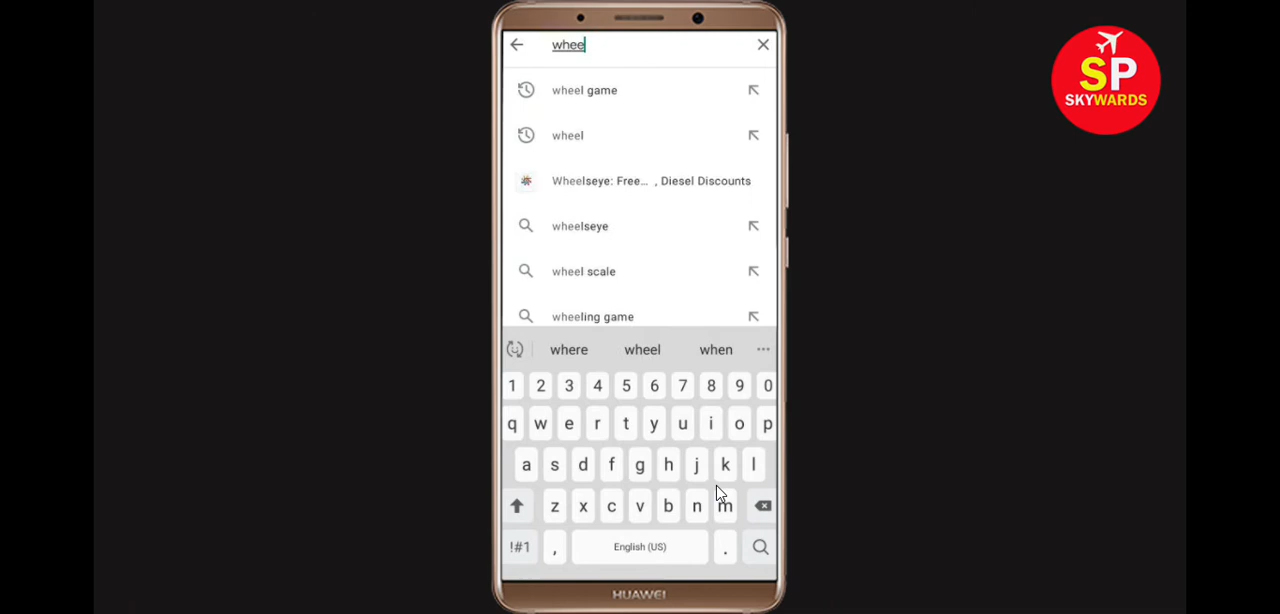 whee
wheel game
wheel
Wheelseye: Free... , Diesel Discounts
wheelseye
wheel scale
wheeling game
where wheel when ...
1 2 3 4 5 6 7 8 9 0
q w e r t y u i o p
a s d f g h j k l
z x c v b n m
!#1 , English (US) .
HUAWEI
SP
SKYWARDS